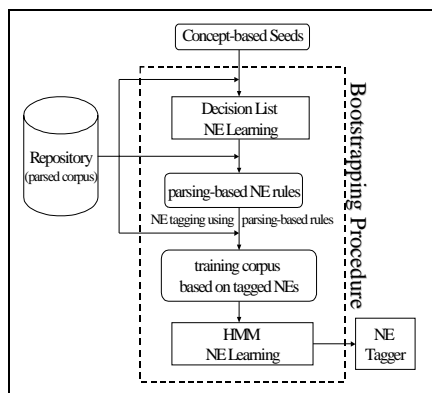 Concept-based Seeds
Decision List
NE Learning
Repository
(parsed corpus)
parsing-based NE rules
NE tagging using
parsing-based rules
training corpus
based on tagged NEs
HMM
NE Learning
NE
Tagger
Bootstrapping Procedure